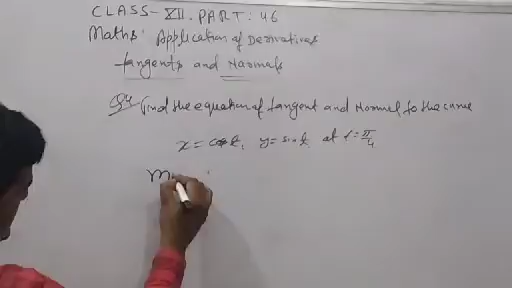 CLASS-XII. PART: 46
Maths: Application of Derivatives
Tangents and Normals
Q4 Find the equation of tangent and Normal to the curve
x = cos t, y = sin t, at t = π/4